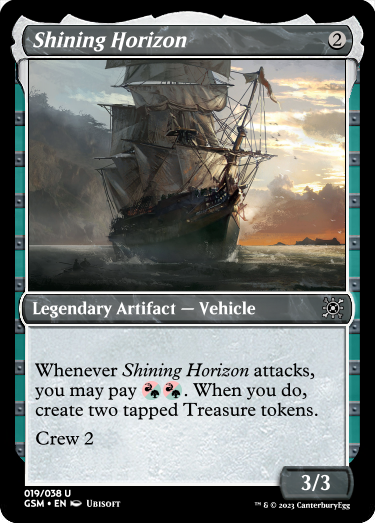 Shining Horizon 2
Legendary Artifact — Vehicle
Whenever Shining Horizon attacks,
you may pay . When you do,
create two tapped Treasure tokens.
Crew 2
3/3
019/038 U
GSM • EN Ubisoft
™ & © 2023 CanterburyEgg